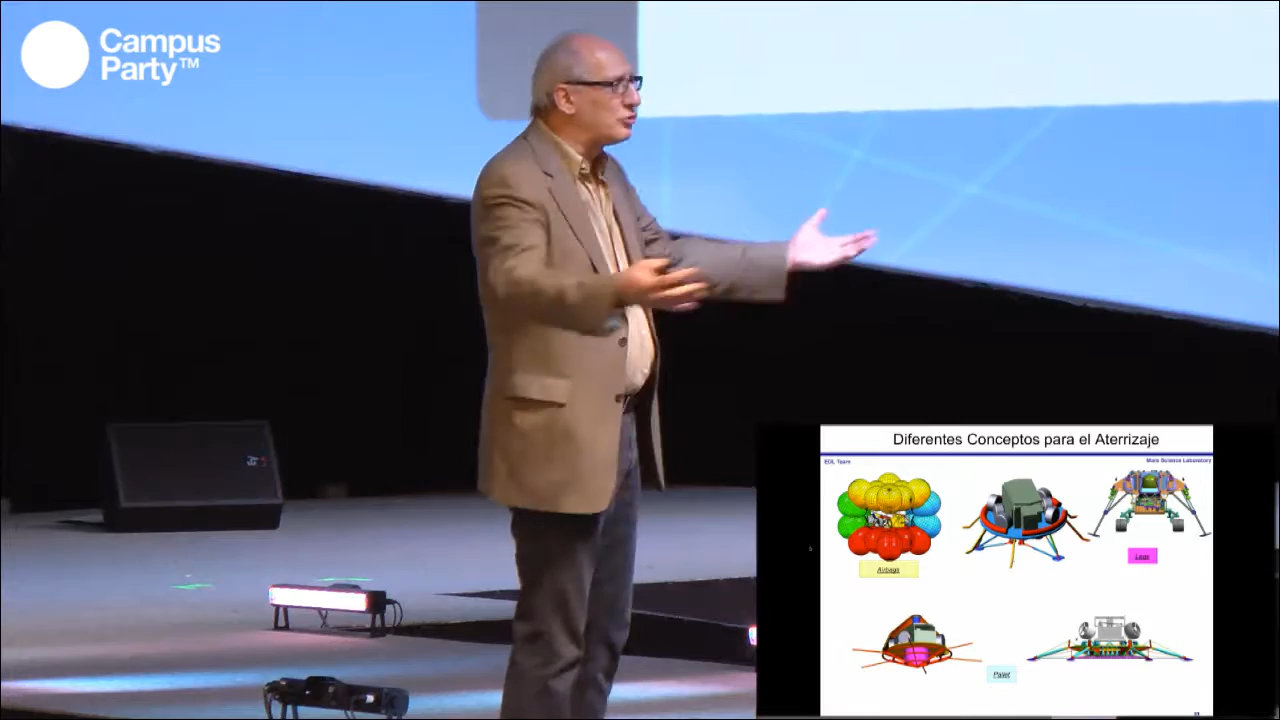 Campus
Party™
Diferentes Conceptos para el Aterrizaje
EDL Team
Mars Science Laboratory
Airbags
Legs
Pallet